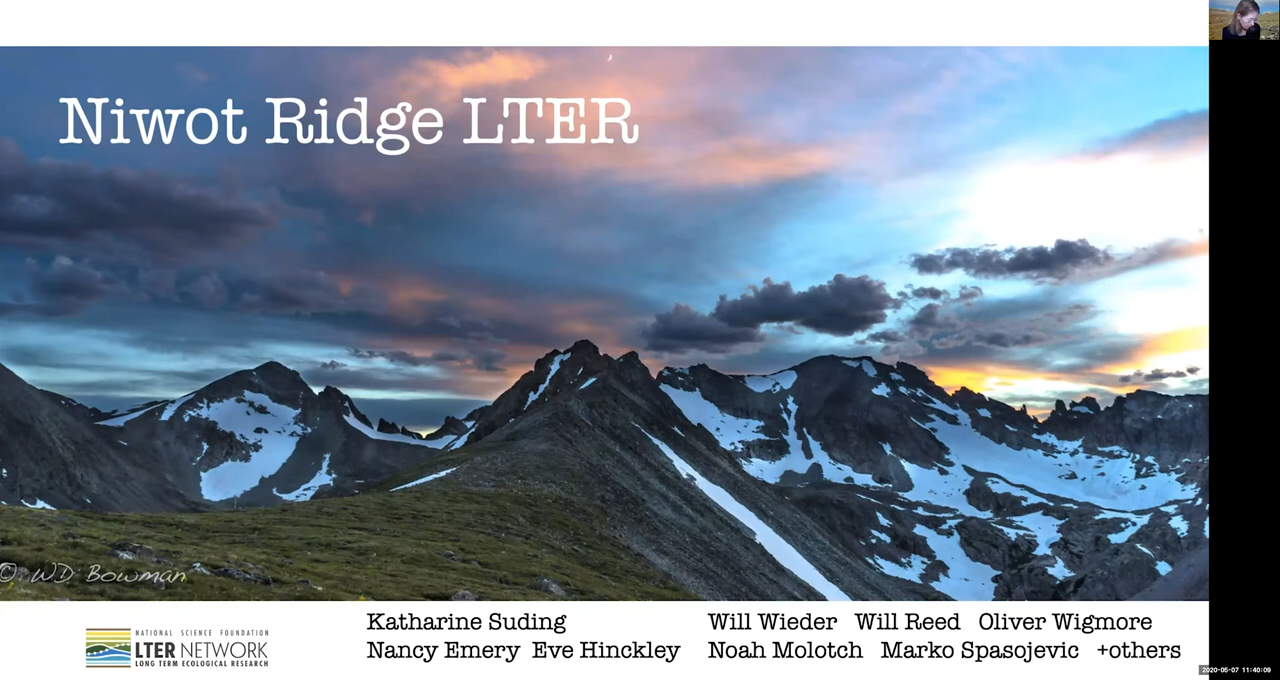 Niwot Ridge LTER
© WD Bowman
NATIONAL SCIENCE FOUNDATION
LTER NETWORK
LONG TERM ECOLOGICAL RESEARCH
Katharine Suding
Nancy Emery Eve Hinckley
Will Wieder Will Reed Oliver Wigmore
Noah Molotch Marko Spasojevic +others
2020-05-07 11:40:09